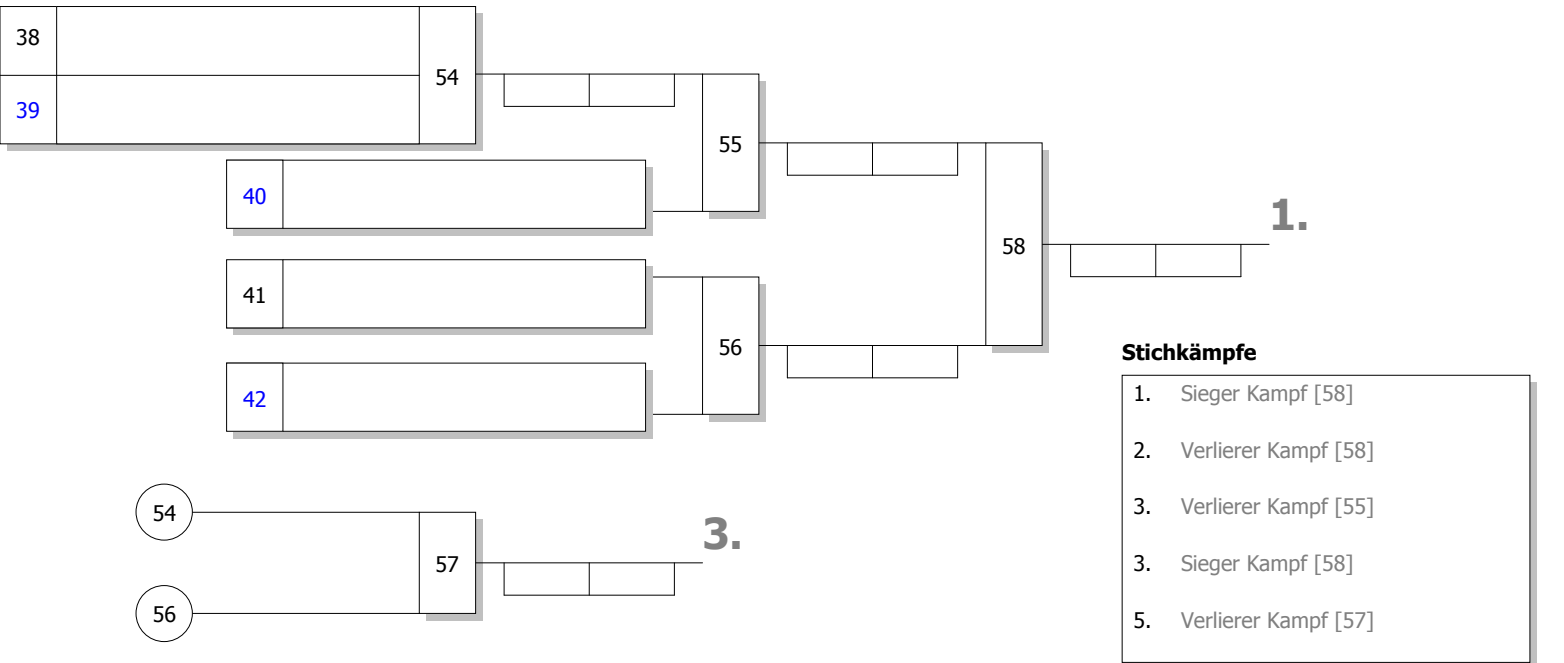 38
39
54
40
55
41
42
56
58
1.
54
56
57
3.
Stichkämpfe
1. Sieger Kampf [58]
2. Verlierer Kampf [58]
3. Verlierer Kampf [55]
3. Sieger Kampf [58]
5. Verlierer Kampf [57]